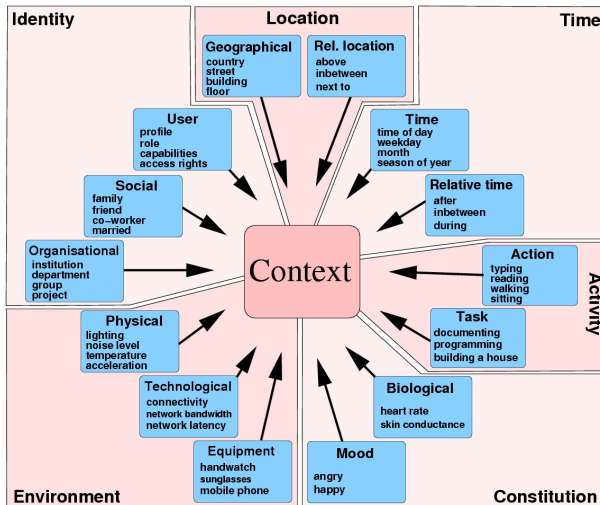 Identity
Location
Time
Geographical
country
street
building
floor
Rel. location
above
inbetween
next to
User
profile
role
capabilities
access rights
Time
time of day
weekday
month
season of year
Social
family
friend
co-worker
married
Relative time
after
inbetween
during
Organisational
institution
department
group
project
Context
Action
typing
reading
walking
sitting
Activity
Physical
lighting
noise level
temperature
acceleration
Task
documenting
programming
building a house
Technological
connectivity
network bandwidth
network latency
Biological
heart rate
skin conductance
Equipment
handwatch
sunglasses
mobile phone
Mood
angry
happy
Environment
Constitution